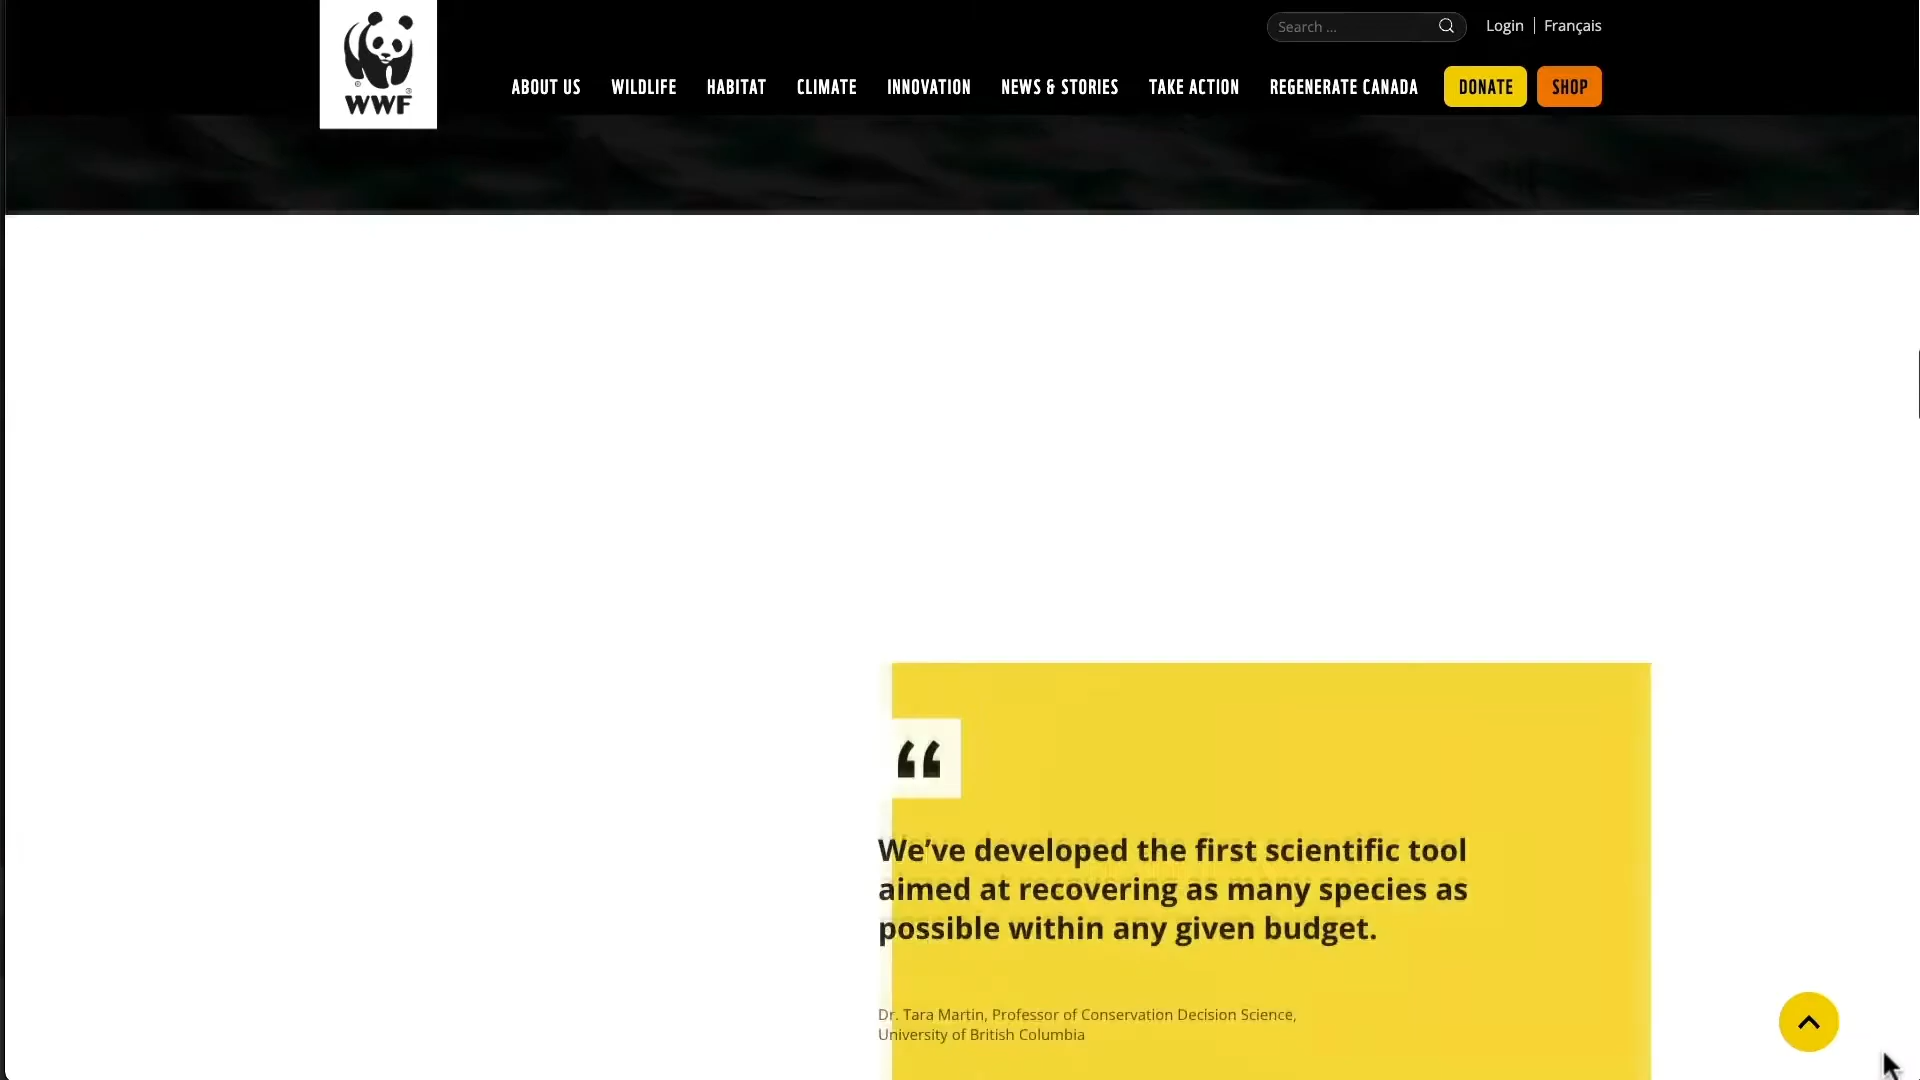 Search ...
Login
Français
WWF
ABOUT US WILDLIFE HABITAT CLIMATE INNOVATION NEWS & STORIES TAKE ACTION REGENERATE CANADA DONATE SHOP
“
We’ve developed the first scientific tool
aimed at recovering as many species as
possible within any given budget.
Dr. Tara Martin, Professor of Conservation Decision Science,
University of British Columbia